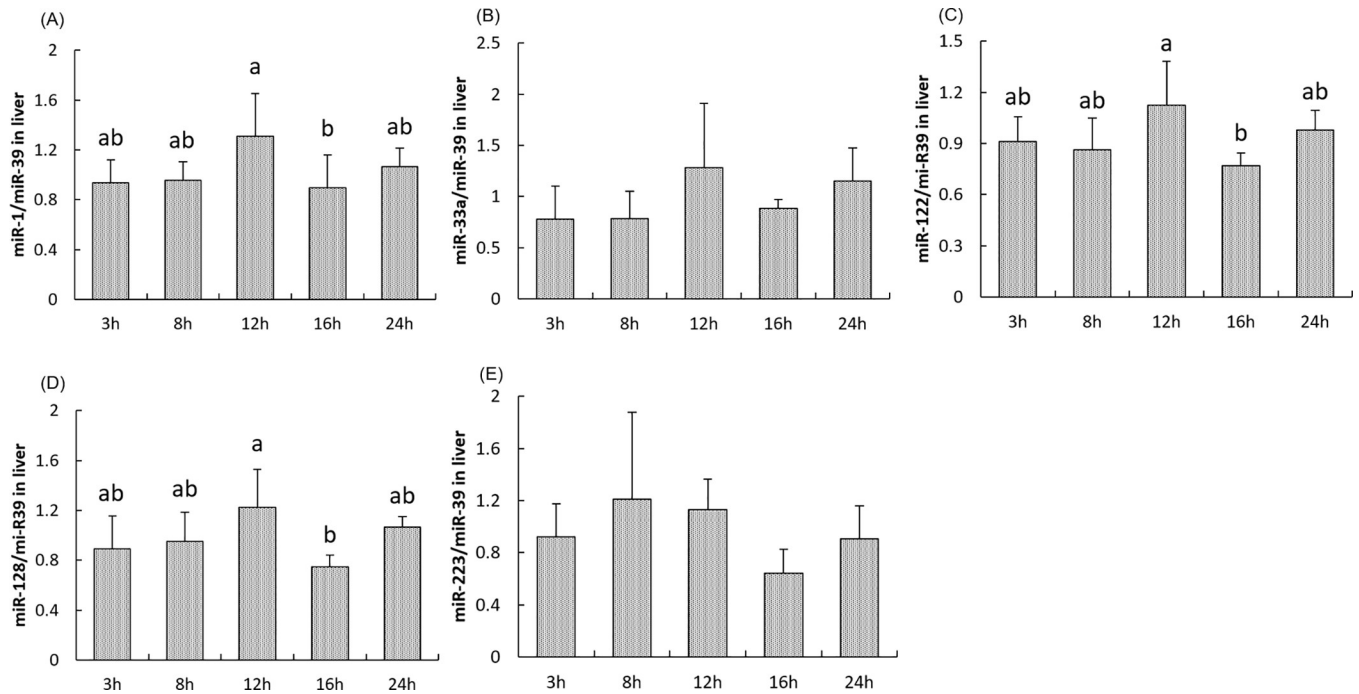 (A)
miR-1/miR-39 in liver
2
1.6
1.2
0.8
0.4
0
ab
ab
a
b
ab
3h
8h
12h
16h
24h
(B)
miR-33a/miR-39 in liver
2.5
2
1.5
1
0.5
0
3h
8h
12h
16h
24h
(C)
miR-122/mi-R39 in liver
1.5
1.2
0.9
0.6
0.3
0
ab
ab
a
b
ab
3h
8h
12h
16h
24h
(D)
miR-128/mi-R39 in liver
2
1.6
1.2
0.8
0.4
0
ab
ab
a
b
ab
3h
8h
12h
16h
24h
(E)
miR-223/miR-39 in liver
2
1.6
1.2
0.8
0.4
0
3h
8h
12h
16h
24h